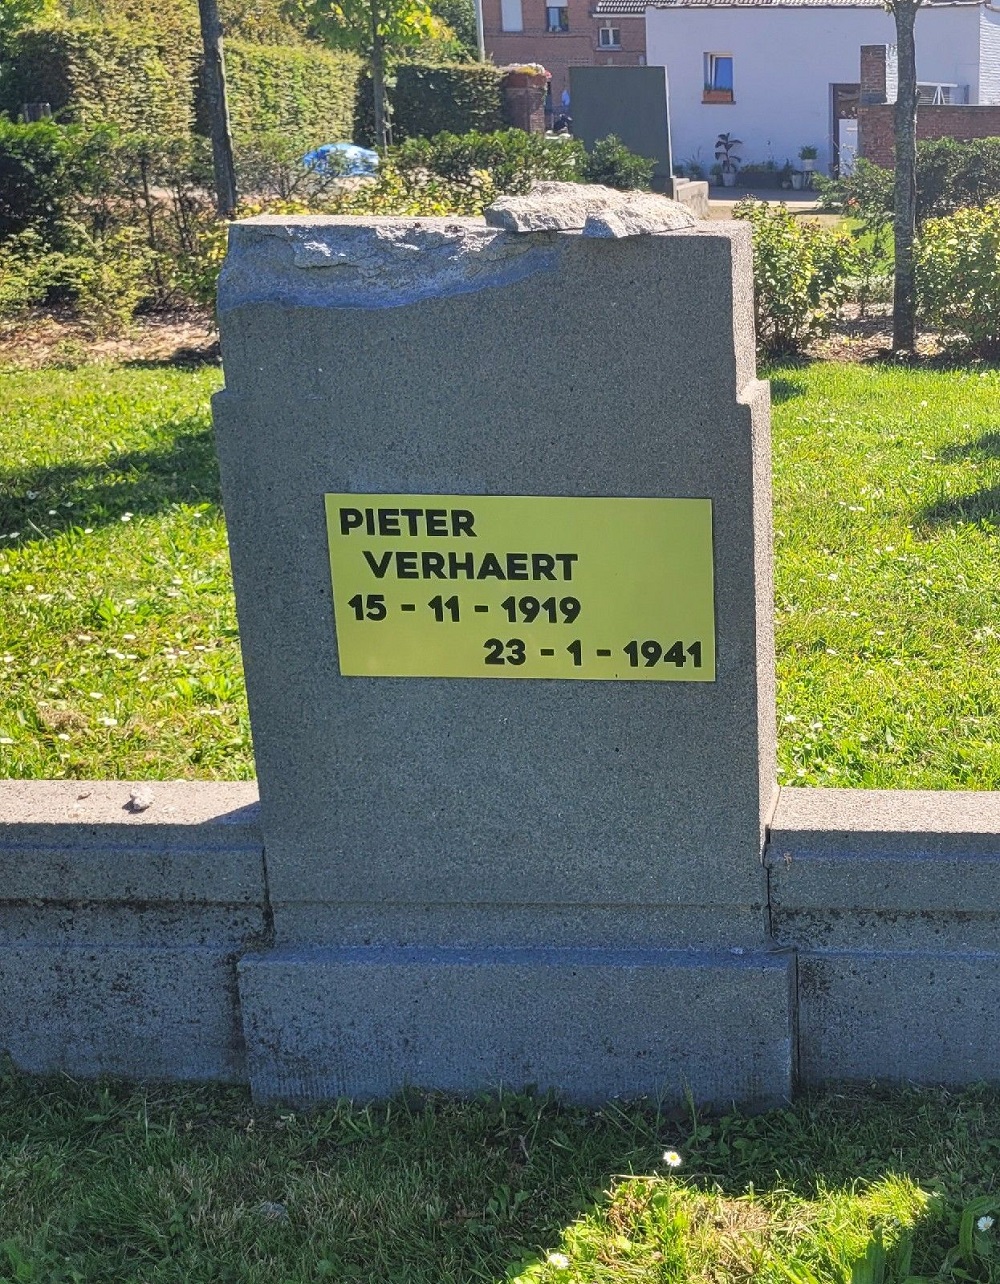 PIETER
VERHAERT
15 - 11 - 1919
23 - 1 - 1941